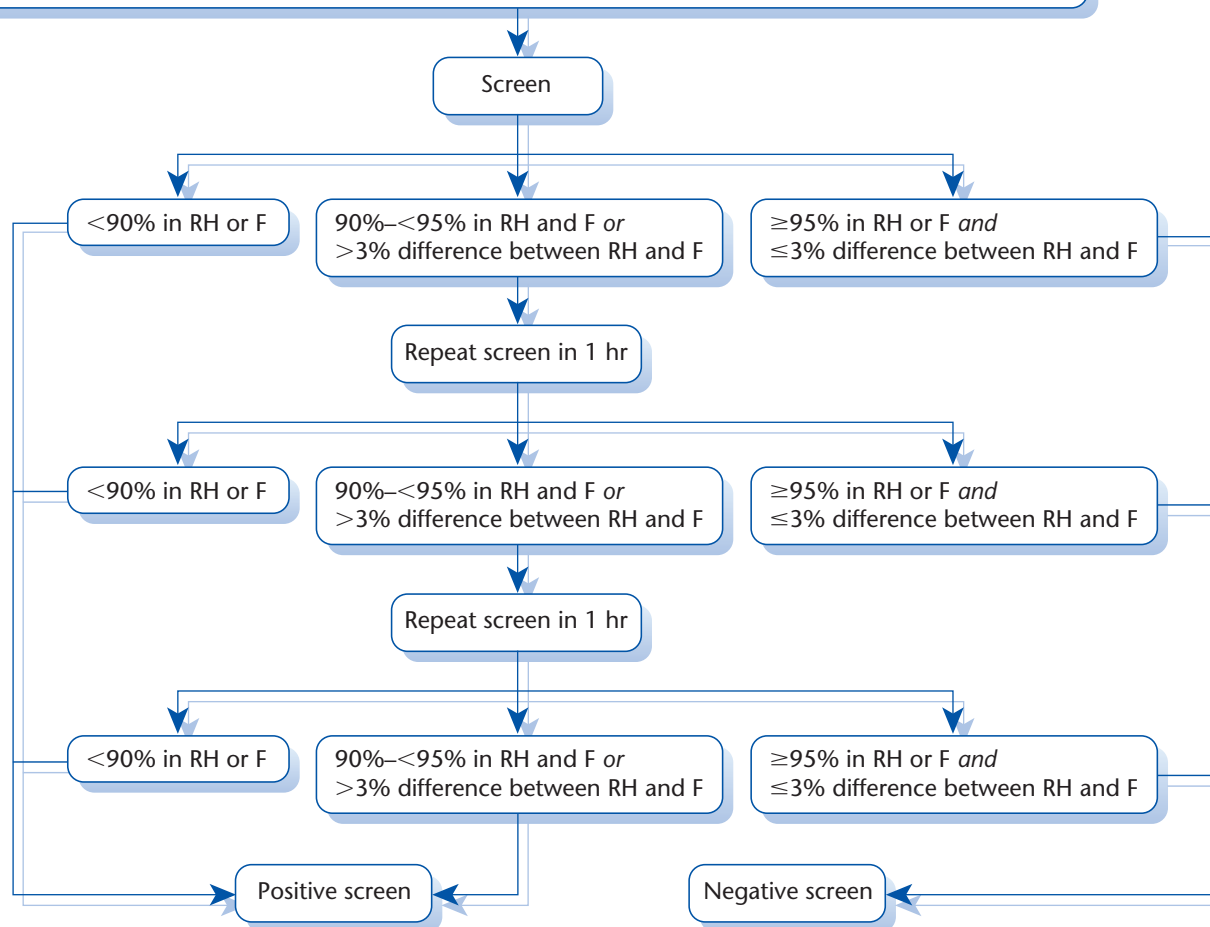 Screen
<90% in RH or F
90%–<95% in RH and F or
>3% difference between RH and F
≥95% in RH or F and
≤3% difference between RH and F
Repeat screen in 1 hr
<90% in RH or F
90%–<95% in RH and F or
>3% difference between RH and F
≥95% in RH or F and
≤3% difference between RH and F
Repeat screen in 1 hr
<90% in RH or F
90%–<95% in RH and F or
>3% difference between RH and F
≥95% in RH or F and
≤3% difference between RH and F
Positive screen
Negative screen